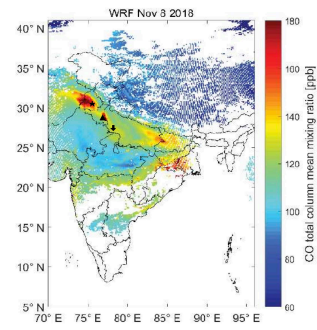 WRF Nov 8 2018
40° N
35° N
30° N
25° N
20° N
15° N
10° N
5° N
70° E
75° E
80° E
85° E
90° E
95° E
180
160
140
120
100
80
60
CO total column mean mixing ratio [ppb]